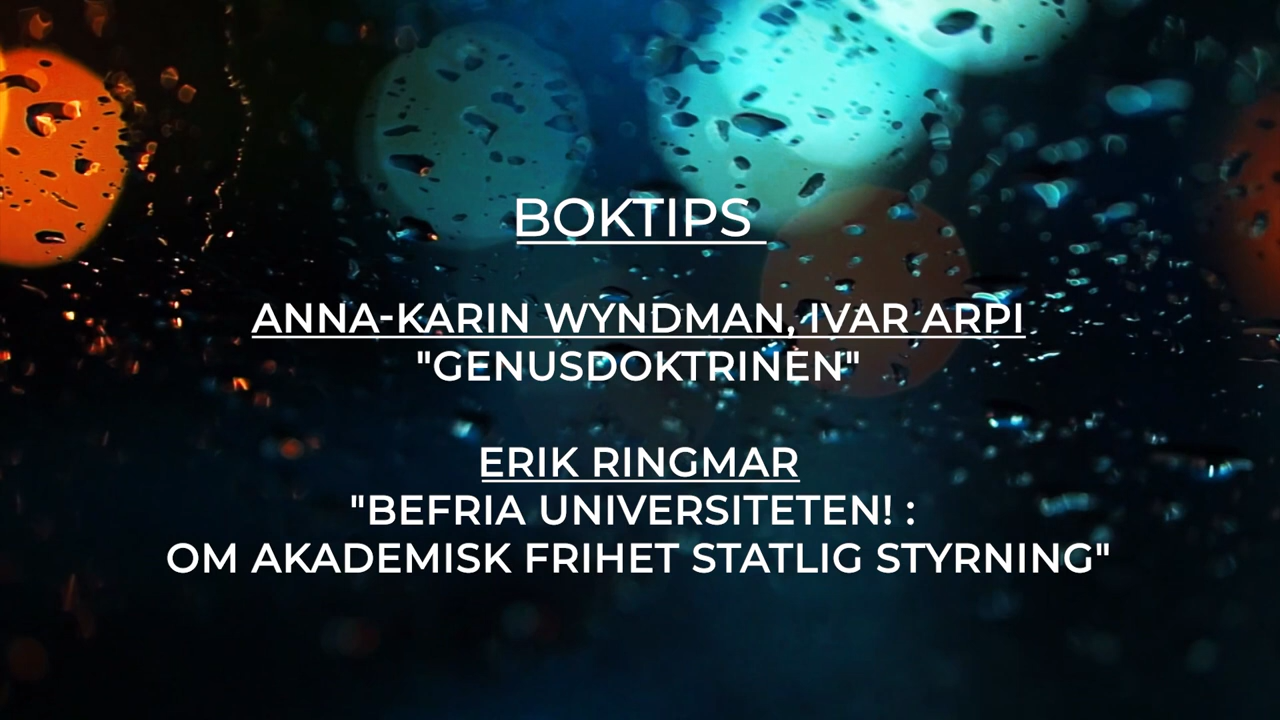 BOKTIPS
ANNA-KARIN WYNDMAN, IVAR ARPI
"GENUSDOKTRINEN"
ERIK RINGMAR
"BEFRIA UNIVERSITETEN! :
OM AKADEMISK FRIHET STATLIG STYRNING"